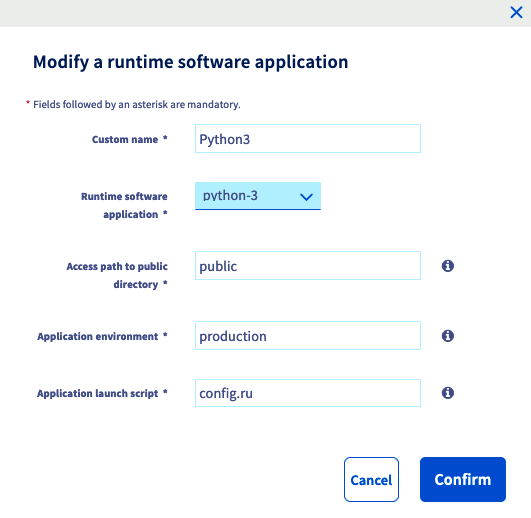 Modify a runtime software application
* Fields followed by an asterisk are mandatory.
Custom name *
Python3
Runtime software
application *
python-3
Access path to public
directory *
public
Application environment *
production
Application launch script *
config.ru
Cancel
Confirm